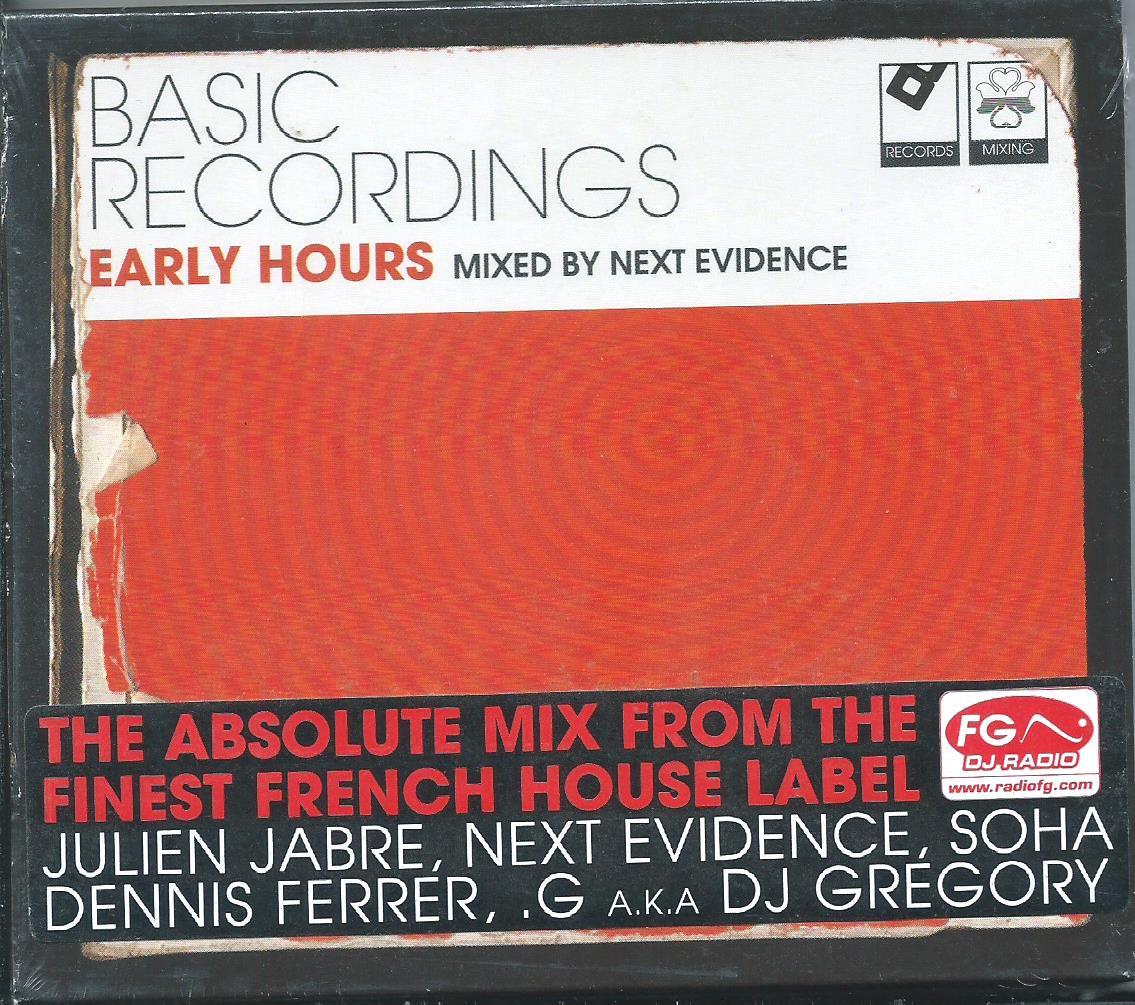 BASIC
RECORDINGS
EARLY HOURS MIXED BY NEXT EVIDENCE
RECORDS
MIXING
THE ABSOLUTE MIX FROM THE
FINEST FRENCH HOUSE LABEL
JULIEN JABRE, NEXT EVIDENCE, SOHA
DENNIS FERRER, .G A.K.A DJ GREGORY
FG
DJ RADIO
www.radiofg.com